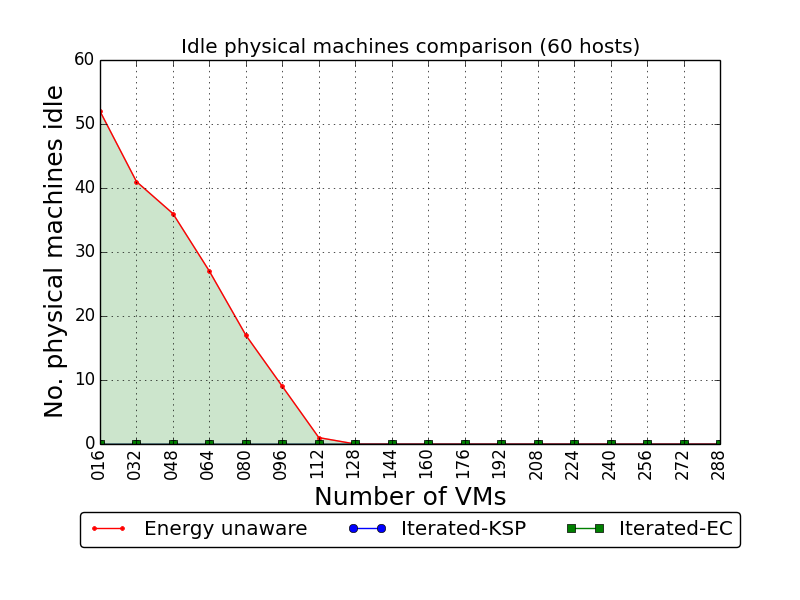 Idle physical machines comparison (60 hosts)
No. physical machines idle
60
50
40
30
20
10
0
016 032 048 064 080 096 112 128 144 160 176 192 208 224 240 256 272 288
Number of VMs
Energy unaware Iterated-KSP Iterated-EC